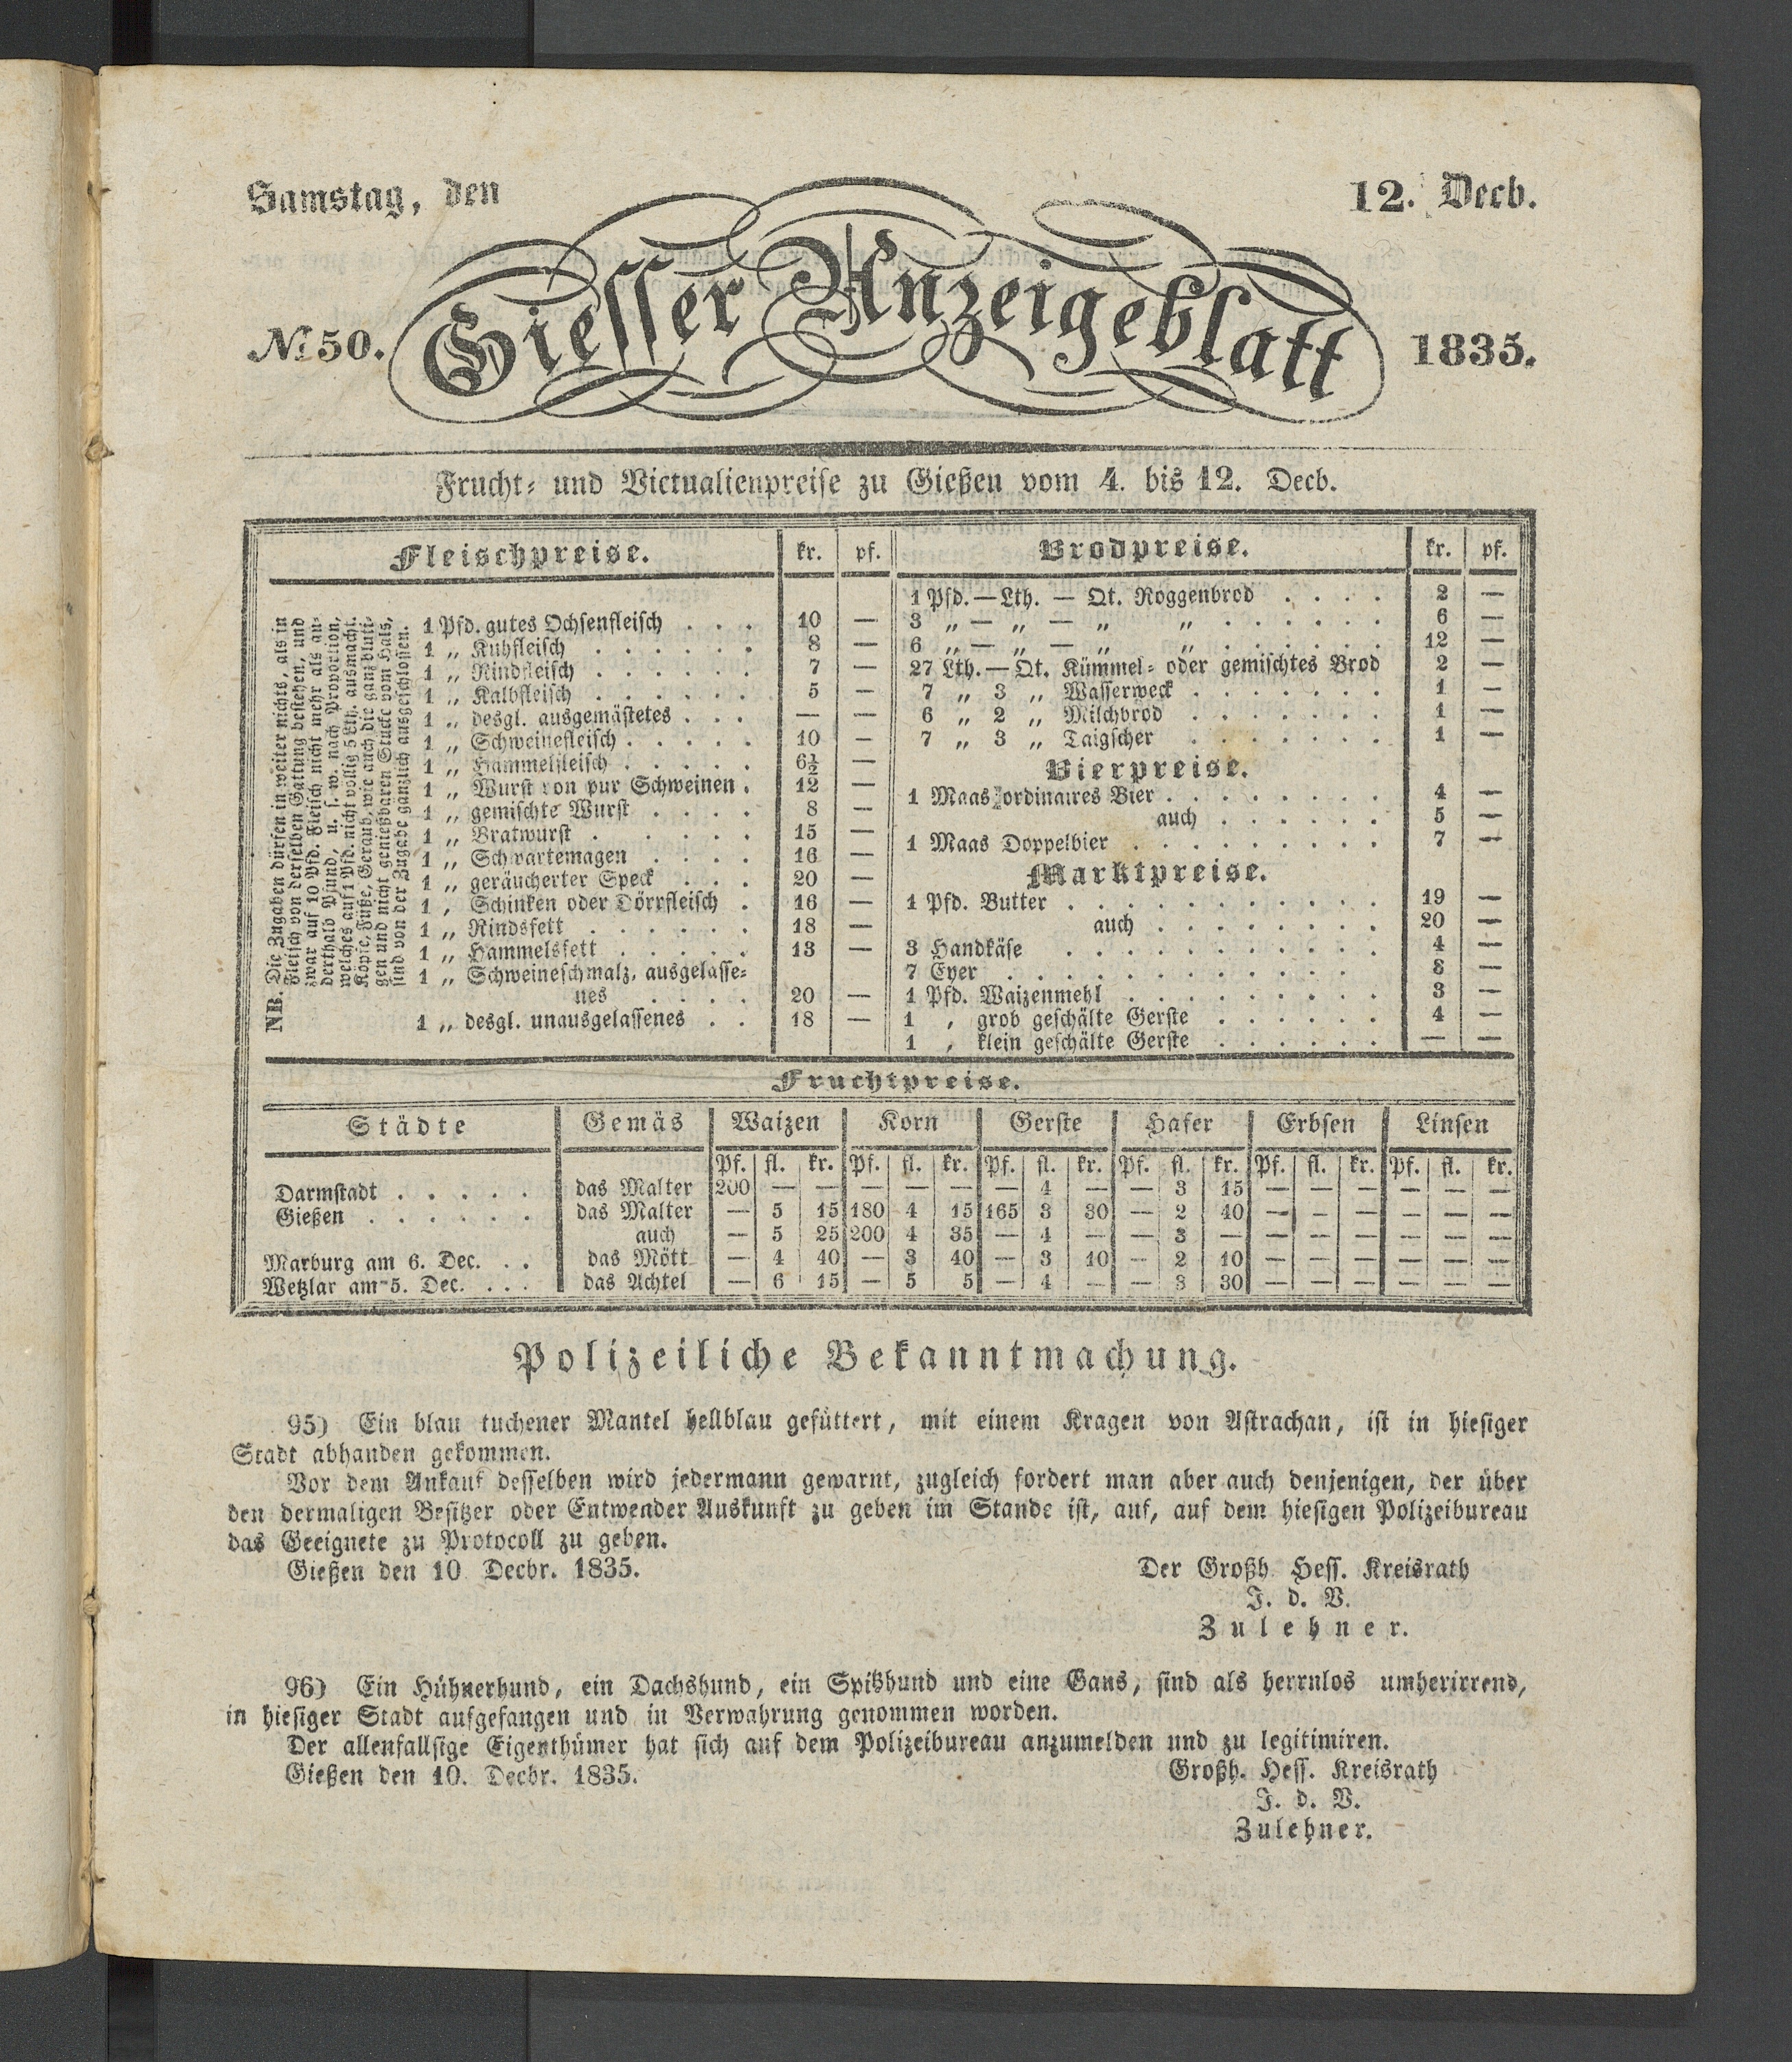 Samstag, den 12. Decb.
No. 50. Giesser Anzeigeblatt 1835.
Frucht- und Victualienpreise zu Gießen vom 4. bis 12. Decb.
Fleischpreise. kr. pf.
NB. Die Zugaben dürfen in weiter nichts, als in
Fleisch von derselben Gattung bestehen, und
zwar auf 10 Pfd. Fleisch nicht mehr als an-
derthalb Pfund, u. s. w. nach Proportion,
welches auf 1 Pfd. nicht völlig 5 Lth. ausmacht.
Köpfe, Füße, Geraub, wie auch die ganz bluti-
gen und nicht genießbaren Stücke vom Hals,
sind von der Zugabe gänzlich ausgeschlossen.
1 Pfd. gutes Ochsenfleisch . . . 10 —
1 „ Kuhfleisch . . . . . . 8 —
1 „ Rindfleisch . . . . . . 7 —
1 „ Kalbfleisch . . . . . . 5 —
1 „ desgl. ausgemästetes . . . — —
1 „ Schweinefleisch . . . . . 10 —
1 „ Hammelfleisch . . . . . 6½ —
1 „ Wurst von pur Schweinen . 12 —
1 „ gemischte Wurst . . . . 8 —
1 „ Bratwurst . . . . . . 15 —
1 „ Schwartemagen . . . . 16 —
1 „ geräucherter Speck . . . 20 —
1 , Schinken oder Dörrfleisch . 16 —
1 „ Rindsfett . . . . . . 18 —
1 „ Hammelsfett . . . . . 13 —
1 „ Schweineschmalz, ausgelasse-
nes . . . . 20 —
1 „ desgl. unausgelassenes . . 18 —
Brodpreise. kr. pf.
1 Pfd. — Lth. — Qt. Roggenbrod . . . . 2 —
3 „ — „ — „ „ . . . . . . 6 —
6 „ — „ — „ „ . . . . . . 12 —
27 Lth. — Qt. Kümmel- oder gemischtes Brod 2 —
7 „ 3 „ Wasserweck . . . . . . . 1 —
6 „ 2 „ Milchbrod . . . . . . . 1 —
7 „ 3 „ Taigscher . . . . . . . 1 —
Bierpreise.
1 Maas ordinaires Bier . . . . . . . . 4 —
auch . . . . . . 5 —
1 Maas Doppelbier . . . . . . . . . 7 —
Marktpreise.
1 Pfd. Butter . . . . . . . . . . . 19 —
auch . . . . . . . . 20 —
3 Handkäse . . . . . . . . . . . 4 —
7 Eyer . . . . . . . . . . . . 8 —
1 Pfd. Waizenmehl . . . . . . . . . 3 —
1 , grob geschälte Gerste . . . . . . 4 —
1 , klein geschälte Gerste . . . . . . — —
Fruchtpreise.
Städte Gemäs Waizen Korn Gerste Hafer Erbsen Linsen
Pf. fl. kr. Pf. fl. kr. Pf. fl. kr. Pf. fl. kr. Pf. fl. kr. Pf. fl. kr.
Darmstadt . . . . . das Malter 200 — — — — — — 4 — — 3 15 — — — — — —
Gießen . . . . . . das Malter — 5 15 180 4 15 165 3 30 — 2 40 — — — — — —
auch — 5 25 200 4 35 — 4 — — 3 — — — — — — —
Marburg am 6. Dec. . . das Mött — 4 40 — 3 40 — 3 10 — 2 10 — — — — — —
Wetzlar am 5. Dec. . . . das Achtel — 6 15 — 5 5 — 4 — — 3 30 — — — — — —
Polizeiliche Bekanntmachung.
95) Ein blau tuchener Mantel hellblau gefüttert, mit einem Kragen von Astrachan, ist in hiesiger
Stadt abhanden gekommen.
Vor dem Ankauf desselben wird jedermann gewarnt, zugleich fordert man aber auch denjenigen, der über
den dermaligen Besitzer oder Entwender Auskunft zu geben im Stande ist, auf, auf dem hiesigen Polizeibureau
das Geeignete zu Protocoll zu geben.
Gießen den 10 Decbr. 1835. Der Großh Hess. Kreisrath
J. d. V.
Zulehner.
96) Ein Hühnerhund, ein Dachshund, ein Spitzhund und eine Gans, sind als herrnlos umherirrend,
in hiesiger Stadt aufgefangen und in Verwahrung genommen worden.
Der allenfallsige Eigenthümer hat sich auf dem Polizeibureau anzumelden und zu legitimiren.
Gießen den 10. Decbr. 1835. Großh. Hess. Kreisrath
J. d. V.
Zulehner.